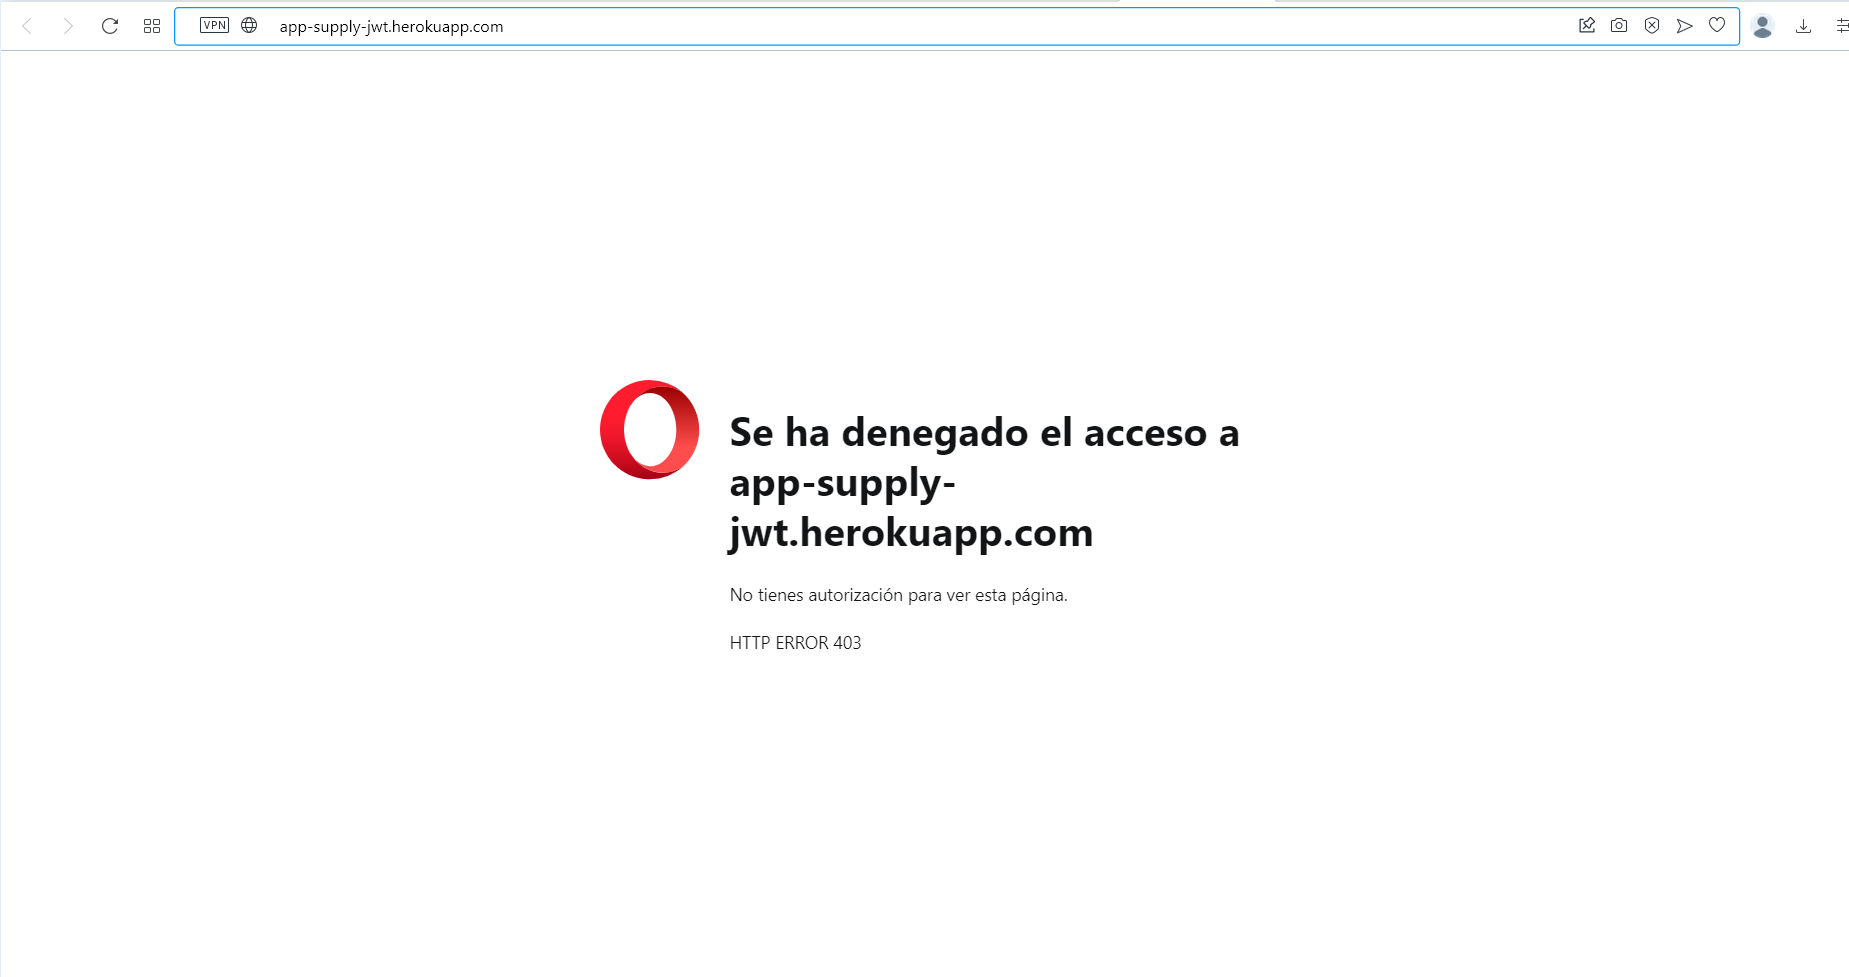 VPN
app-supply-jwt.herokuapp.com
Se ha denegado el acceso a
app-supply-
jwt.herokuapp.com
No tienes autorización para ver esta página.
HTTP ERROR 403